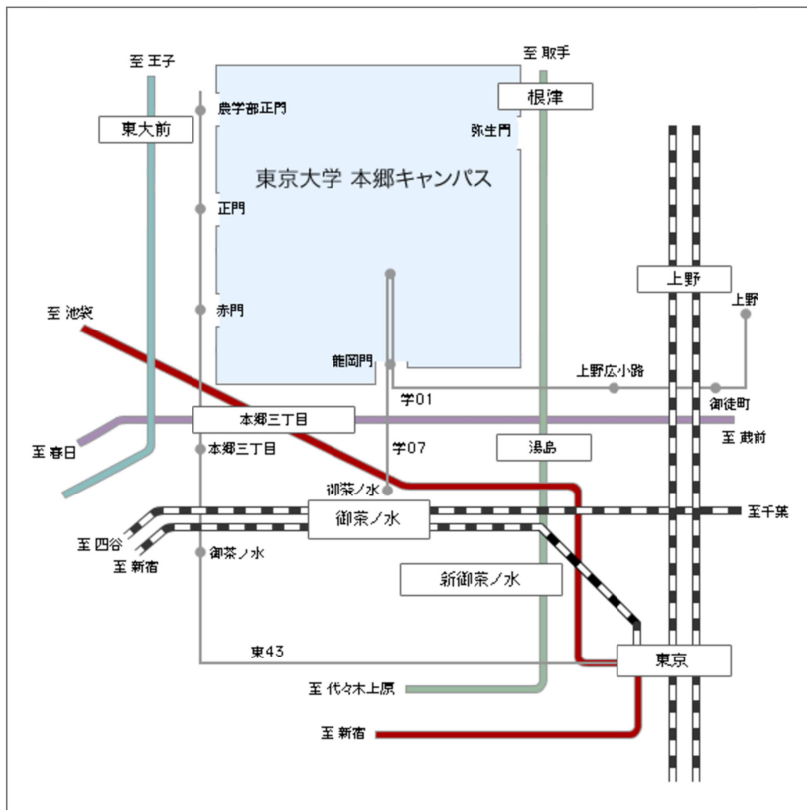 至 王子
至 取手
根津
農学部正門
東大前
弥生門
東京大学 本郷キャンパス
正門
上野
上野
至 池袋
赤門
龍岡門
上野広小路
学01
御徒町
本郷三丁目
至 蔵前
至 春日
本郷三丁目
学07
湯島
御茶ノ水
御茶ノ水
至千葉
至 四谷
至 新宿
御茶ノ水
新御茶ノ水
東43
東京
至 代々木上原
至 新宿